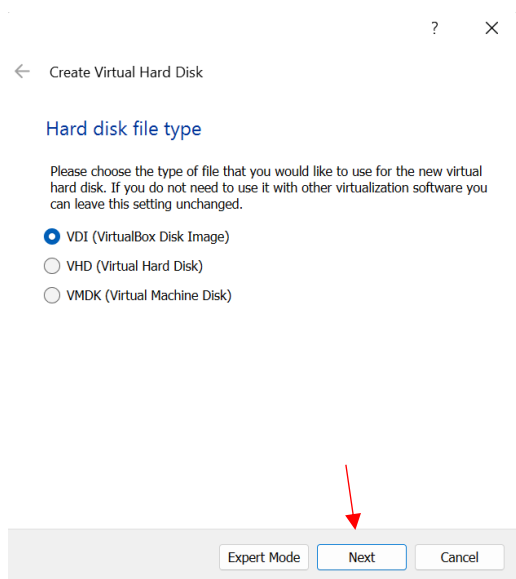 ?
Create Virtual Hard Disk
Hard disk file type
Please choose the type of file that you would like to use for the new virtual
hard disk. If you do not need to use it with other virtualization software you
can leave this setting unchanged.
VDI (VirtualBox Disk Image)
VHD (Virtual Hard Disk)
VMDK (Virtual Machine Disk)
Expert Mode Next Cancel